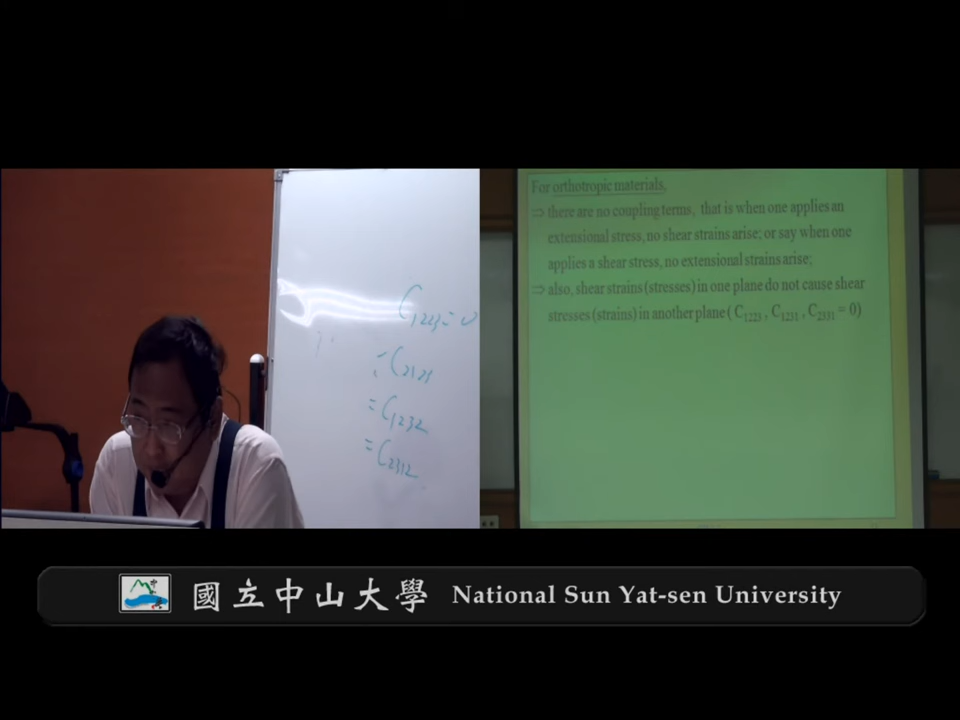 C₁₂₂₃ = 0
= C₂₁₂₃
= C₁₂₃₂
= C₂₃₁₂
For orthotropic materials,
⇒ there are no coupling terms, that is when one applies an
extensional stress, no shear strains arise; or say when one
applies a shear stress, no extensional strains arise;
⇒ also, shear strains (stresses) in one plane do not cause shear
stresses (strains) in another plane ( C₁₂₂₃ , C₁₂₃₁ , C₂₃₃₁ = 0)
國立中山大學 National Sun Yat-sen University